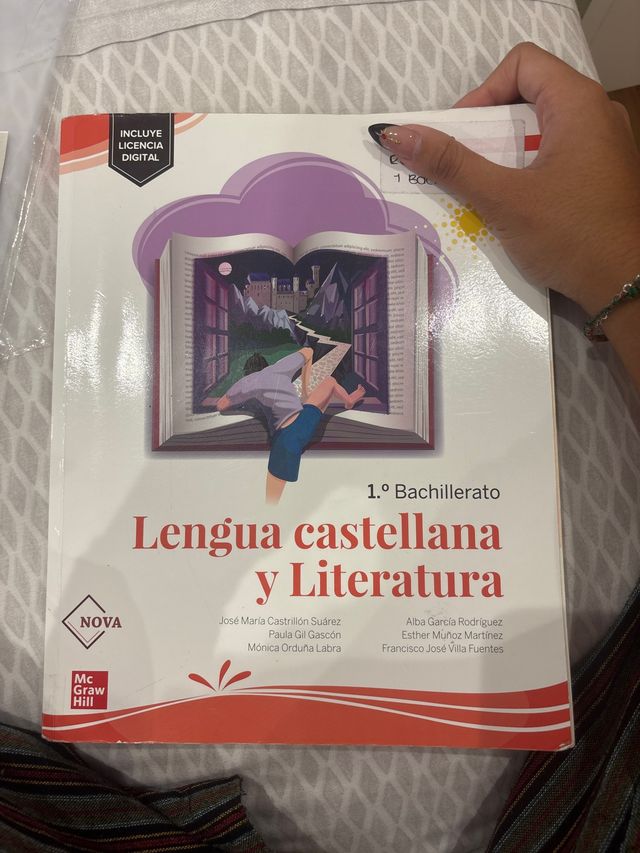 INCLUYE
LICENCIA
DIGITAL
1
1.º Bachillerato
Lengua castellana
y Literatura
José María Castrillón Suárez
Paula Gil Gascón
Mónica Orduña Labra
Alba García Rodríguez
Esther Muñoz Martínez
Francisco José Villa Fuentes
NOVA
Mc
Graw
Hill